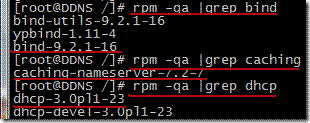 [root@DDNS /]# rpm -qa |grep bind
bind-utils-9.2.1-16
ypbind-1.11-4
bind-9.2.1-16
[root@DDNS /]# rpm -qa |grep caching
caching-nameserver-7.2-7
[root@DDNS /]# rpm -qa |grep dhcp
dhcp-3.0pl1-23
dhcp-devel-3.0pl1-23